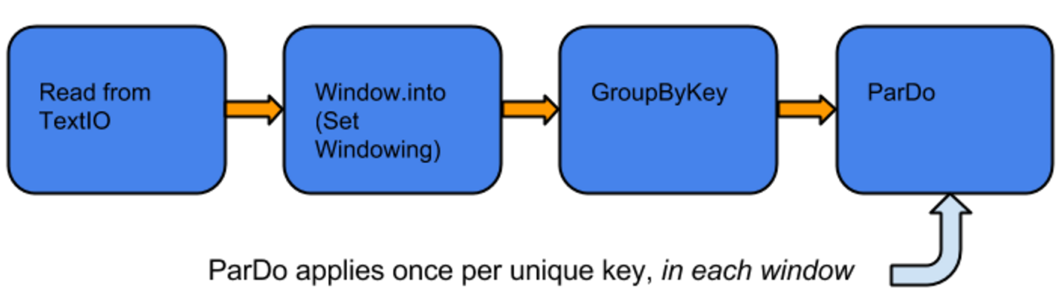 Read from
TextIO
Window.into
(Set
Windowing)
GroupByKey
ParDo
ParDo applies once per unique key, in each window